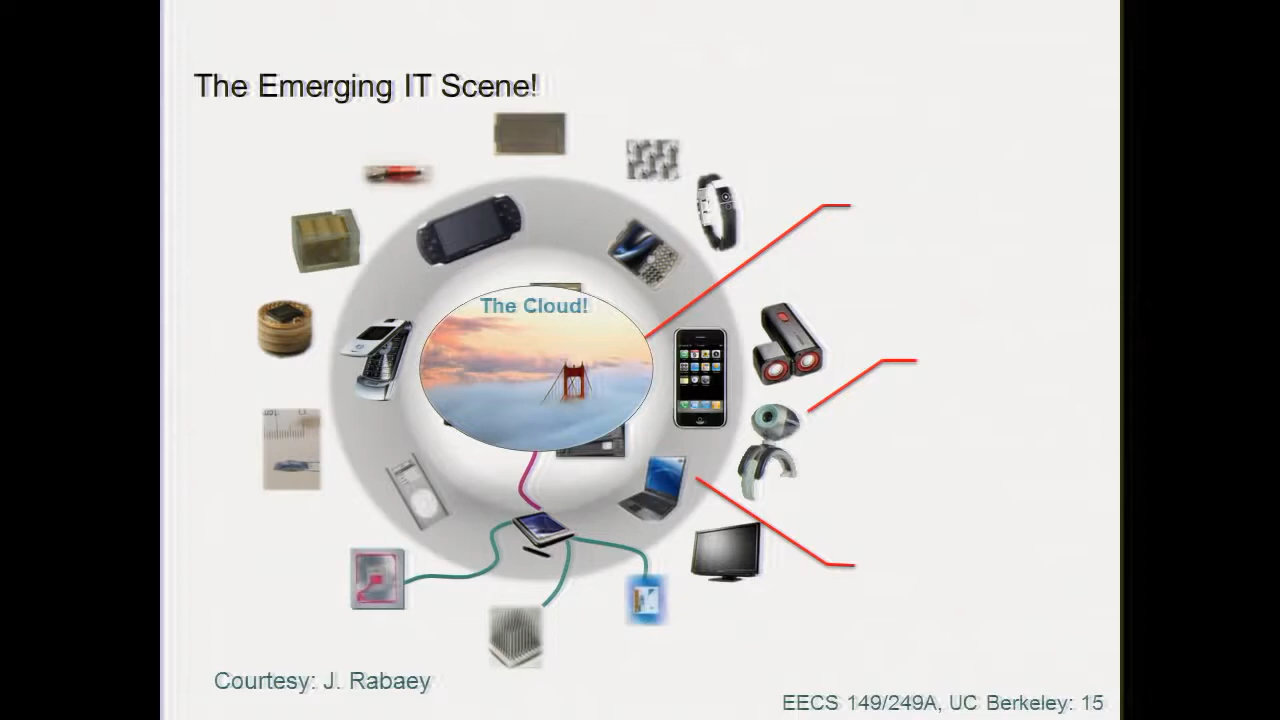 The Emerging IT Scene!
The Cloud!
Courtesy: J. Rabaey
EECS 149/249A, UC Berkeley: 15